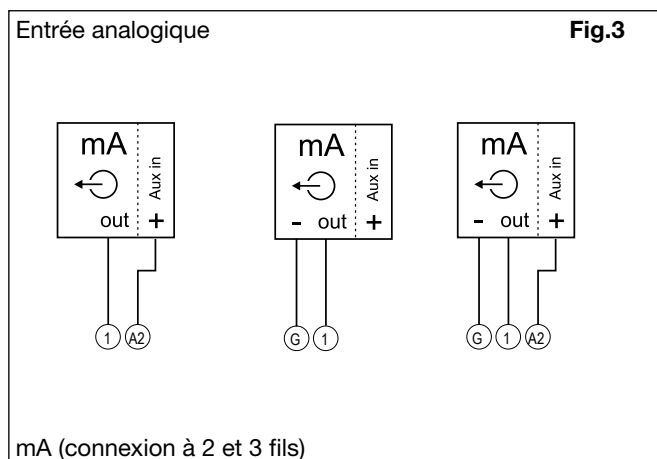 Entrée analogique Fig.3
mA Aux in
out +
1 A2
mA Aux in
- out +
G 1
mA Aux in
- out +
G 1 A2
mA (connexion à 2 et 3 fils)